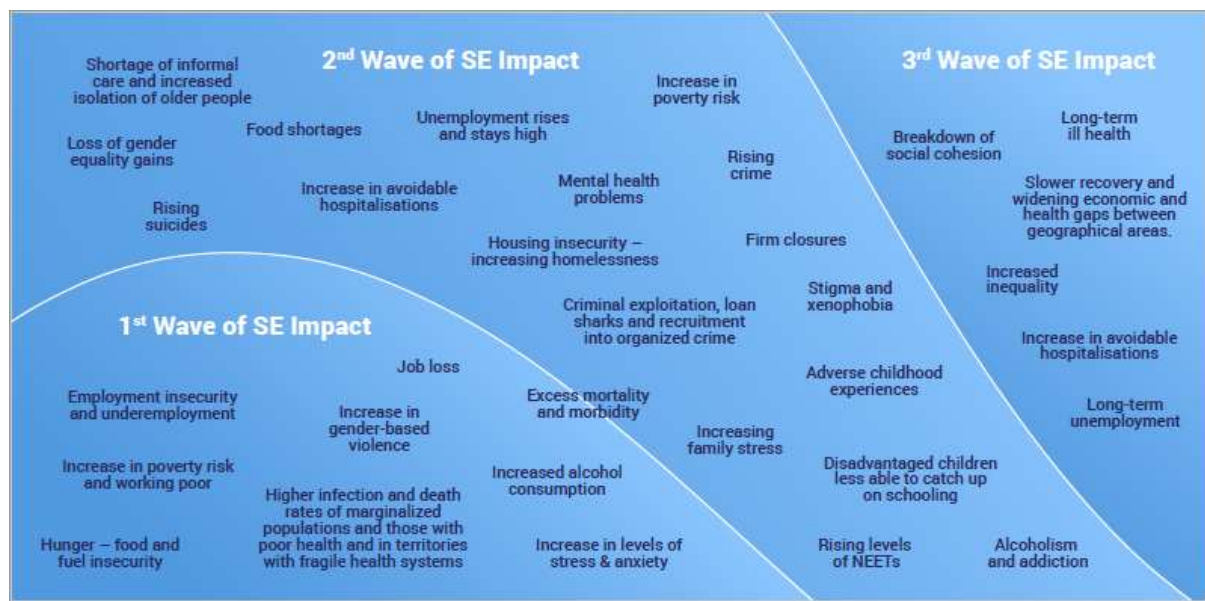 2nd Wave of SE Impact
Shortage of informal
care and increased
isolation of older people
Increase in
poverty risk
Unemployment rises
and stays high
Food shortages
Loss of gender
equality gains
Rising
crime
Mental health
problems
Increase in avoidable
hospitalisations
Rising
suicides
Firm closures
Housing insecurity –
increasing homelessness
Stigma and
xenophobia
Criminal exploitation, loan
sharks and recruitment
into organized crime
Adverse childhood
experiences
Excess mortality
and morbidity
Increasing
family stress
Disadvantaged children
less able to catch up
on schooling
Rising levels
of NEETs
Alcoholism
and addiction
1st Wave of SE Impact
Job loss
Employment insecurity
and underemployment
Increase in
gender-based
violence
Increase in poverty risk
and working poor
Increased alcohol
consumption
Higher infection and death
rates of marginalized
populations and those with
poor health and in territories
with fragile health systems
Hunger – food and
fuel insecurity
Increase in levels of
stress & anxiety
3rd Wave of SE Impact
Long-term
ill health
Breakdown of
social cohesion
Slower recovery and
widening economic and
health gaps between
geographical areas.
Increased
inequality
Increase in avoidable
hospitalisations
Long-term
unemployment